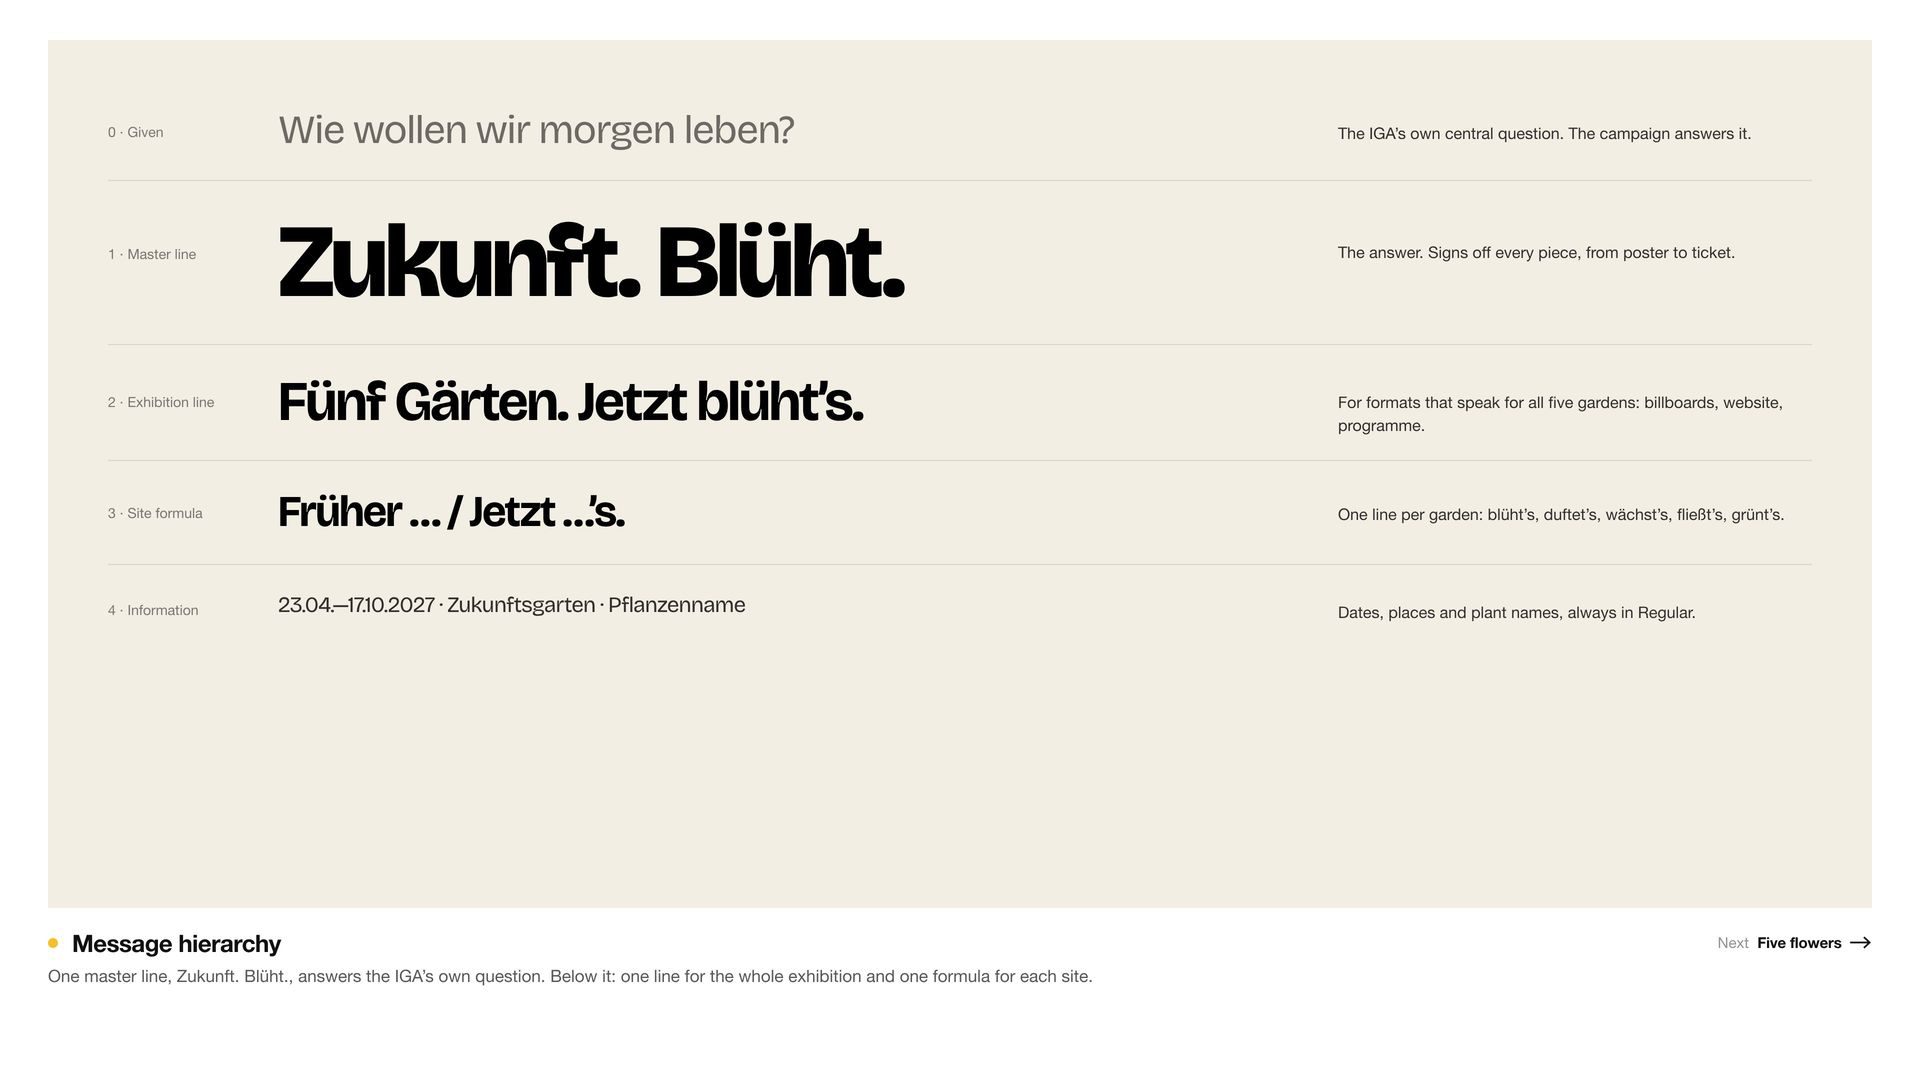 0 · Given
Wie wollen wir morgen leben?
The IGA’s own central question. The campaign answers it.
1 · Master line
Zukunft. Blüht.
The answer. Signs off every piece, from poster to ticket.
2 · Exhibition line
Fünf Gärten. Jetzt blüht’s.
For formats that speak for all five gardens: billboards, website,
programme.
3 · Site formula
Früher … / Jetzt …’s.
One line per garden: blüht’s, duftet’s, wächst’s, fließt’s, grünt’s.
4 · Information
23.04.—17.10.2027 · Zukunftsgarten · Pflanzenname
Dates, places and plant names, always in Regular.
Message hierarchy
Next Five flowers →
One master line, Zukunft. Blüht., answers the IGA’s own question. Below it: one line for the whole exhibition and one formula for each site.